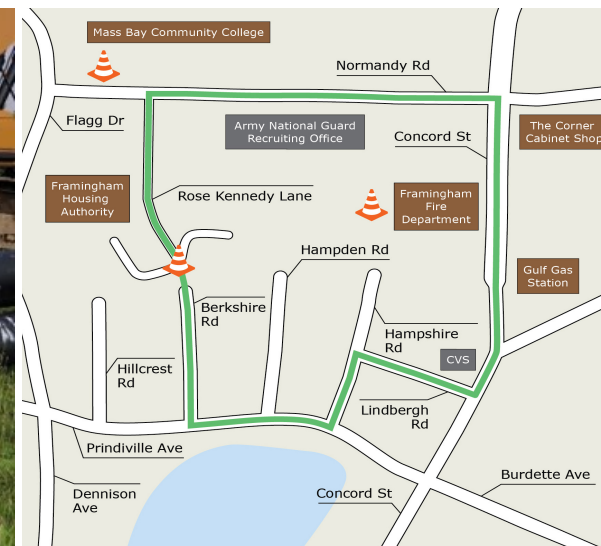 Mass Bay Community College
Normandy Rd
Flagg Dr
Army National Guard
Recruiting Office
Concord St
The Corner
Cabinet Shop
Framingham
Housing
Authority
Rose Kennedy Lane
Framingham
Fire
Department
Hampden Rd
Gulf Gas
Station
Berkshire
Rd
Hampshire
Rd
CVS
Hillcrest
Rd
Lindbergh
Rd
Prindiville Ave
Burdette Ave
Dennison
Ave
Concord St